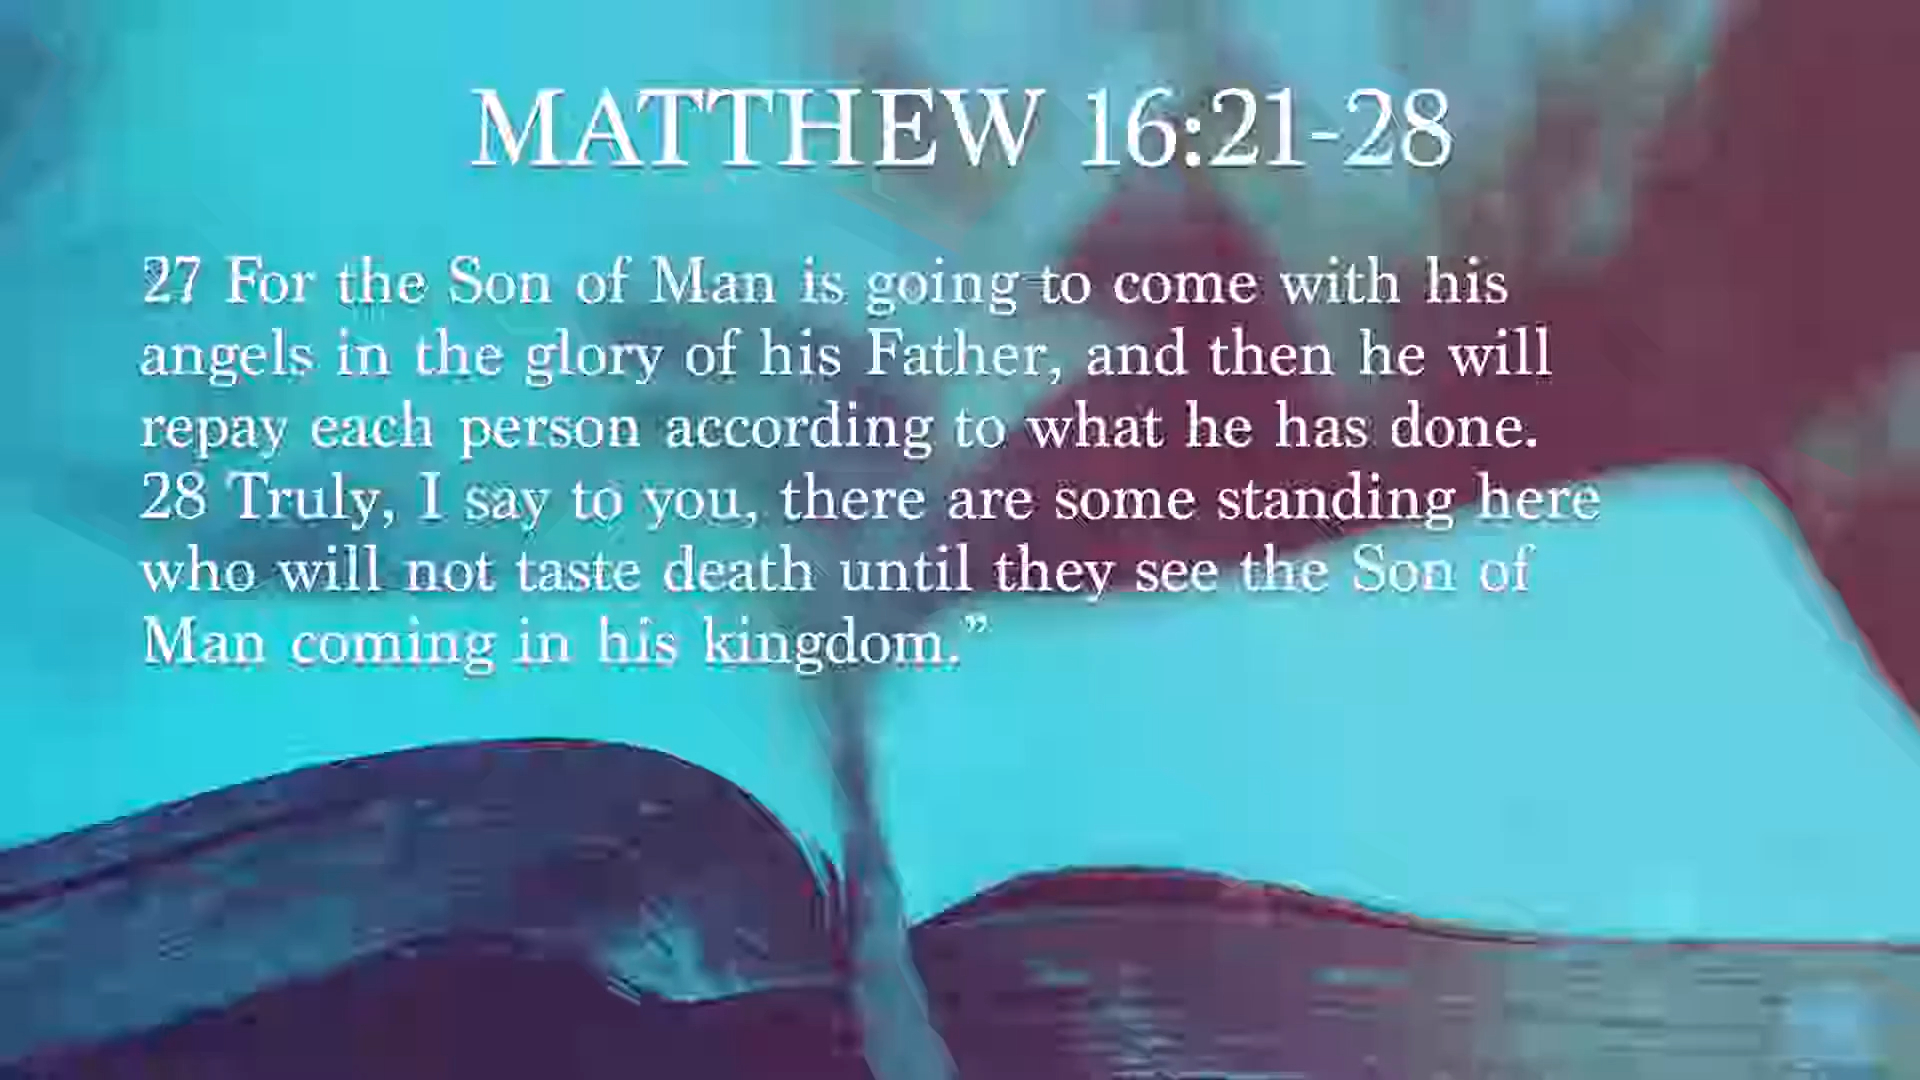 MATTHEW 16:21-28
27 For the Son of Man is going to come with his
angels in the glory of his Father, and then he will
repay each person according to what he has done.
28 Truly, I say to you, there are some standing here
who will not taste death until they see the Son of
Man coming in his kingdom.”